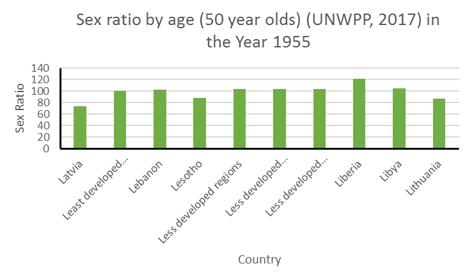 Sex ratio by age (50 year olds) (UNWPP, 2017) in
the Year 1955
140
120
100
80
60
40
20
0
Sex Ratio
Latvia
Least developed...
Lebanon
Lesotho
Less developed regions
Less developed...
Less developed...
Liberia
Libya
Lithuania
Country